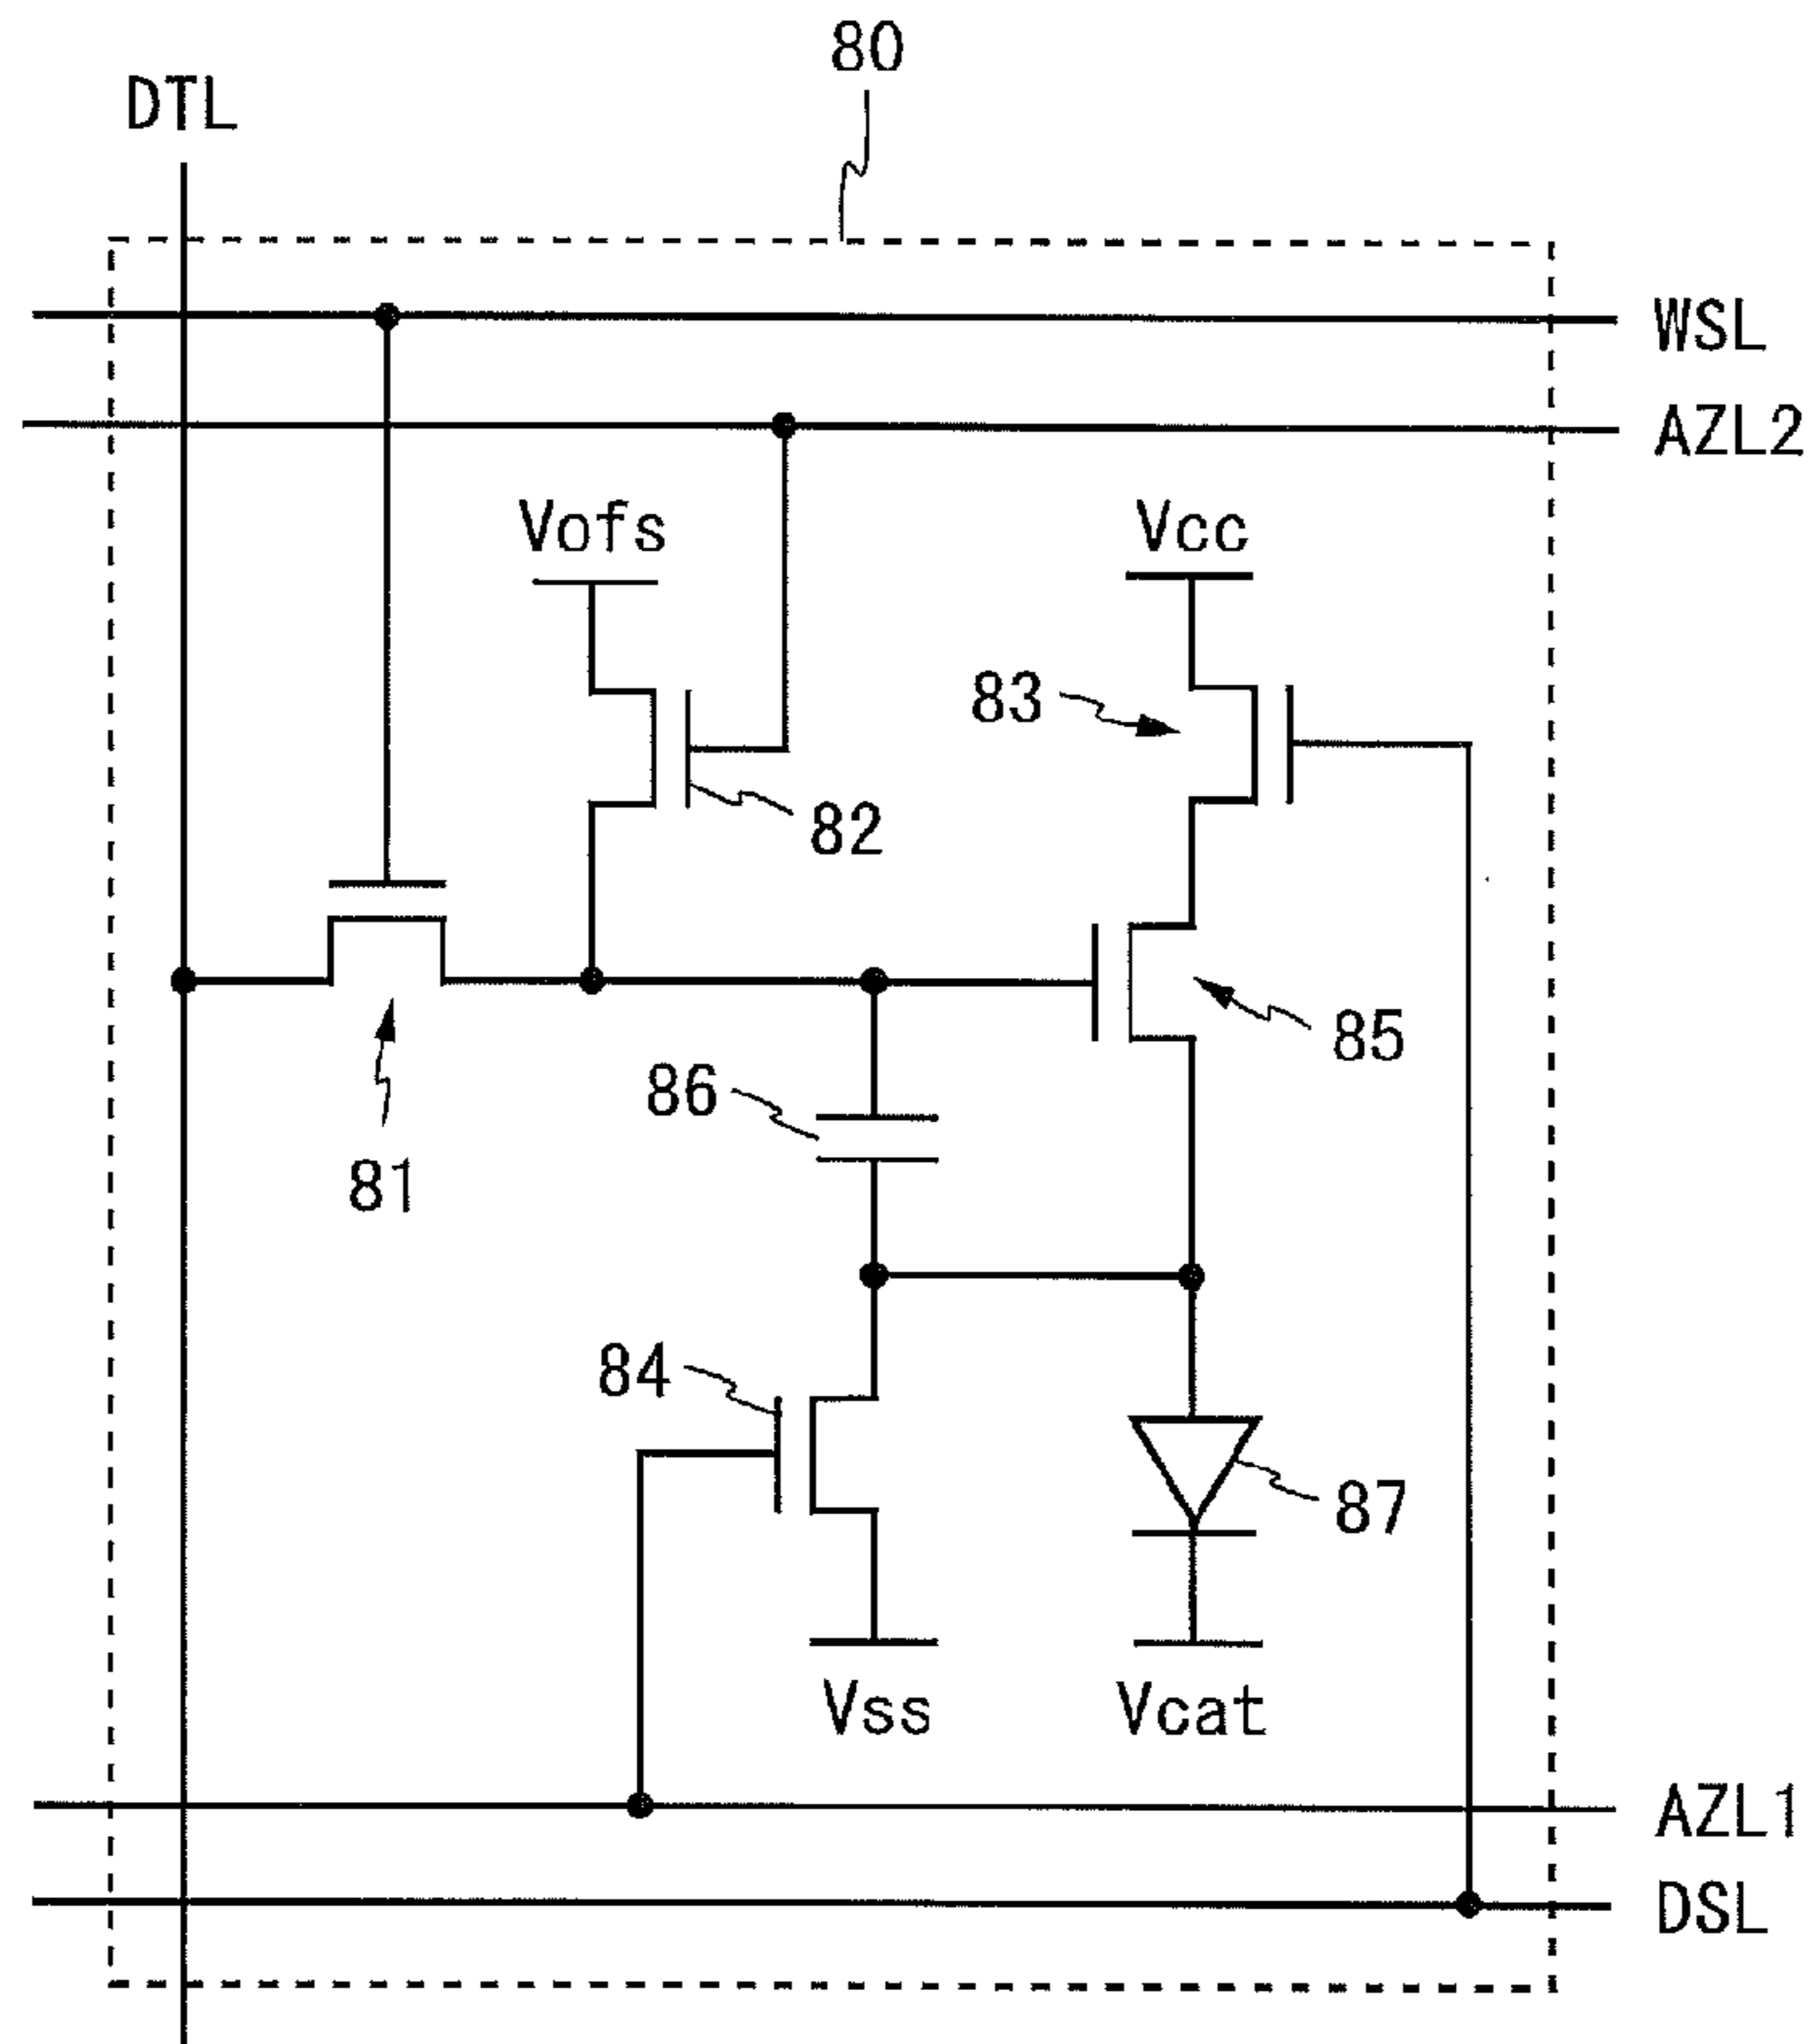 80
DTL
WSL
AZL2
Vofs
Vcc
83
82
85
86
81
84
87
Vss
Vcat
AZL1
DSL